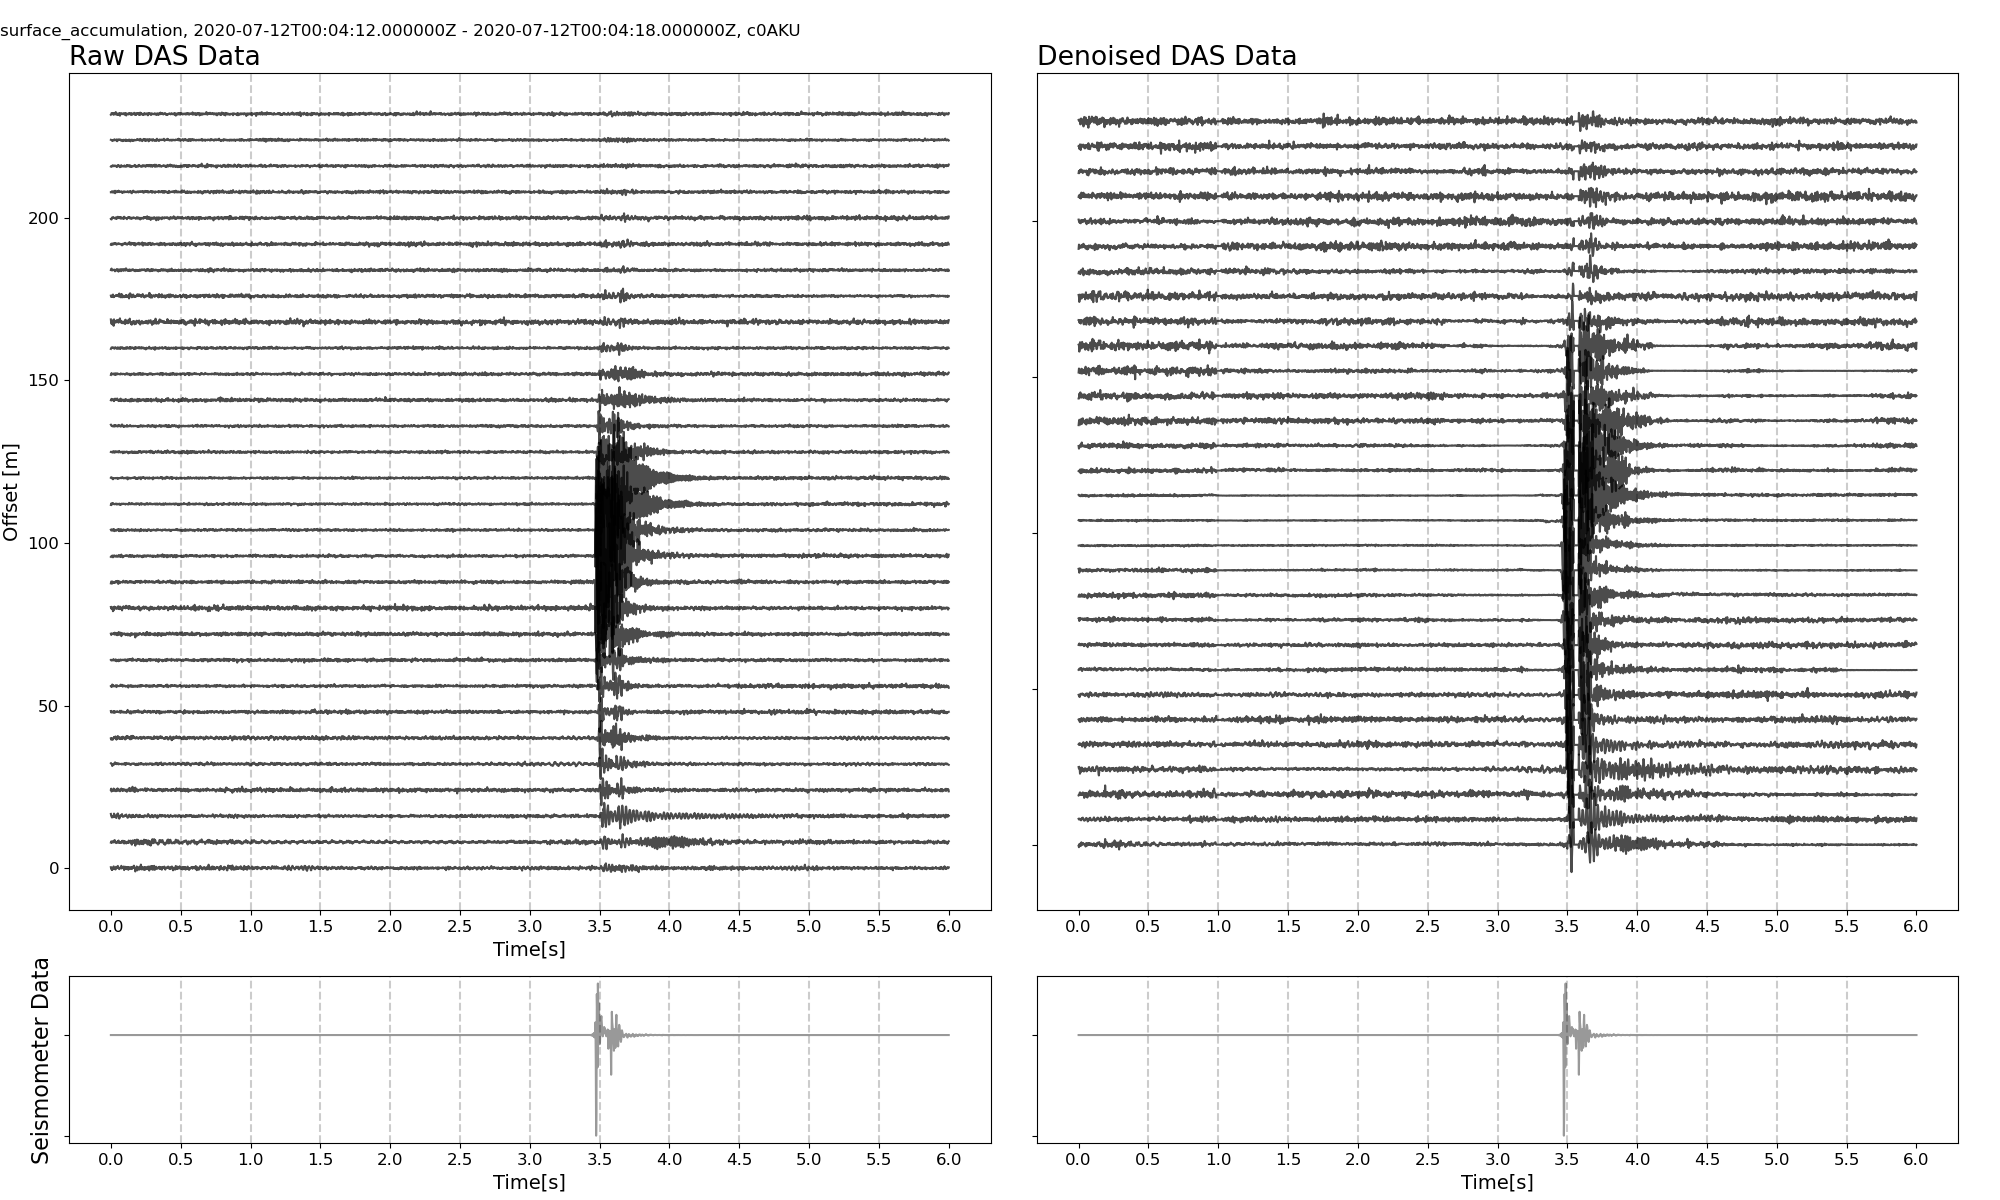 surface_accumulation, 2020-07-12T00:04:12.000000Z - 2020-07-12T00:04:18.000000Z, c0AKU
Raw DAS Data
Denoised DAS Data
Offset [m]
200
150
100
50
0
0.0 0.5 1.0 1.5 2.0 2.5 3.0 3.5 4.0 4.5 5.0 5.5 6.0
Time[s]
0.0 0.5 1.0 1.5 2.0 2.5 3.0 3.5 4.0 4.5 5.0 5.5 6.0
Seismometer Data
0.0 0.5 1.0 1.5 2.0 2.5 3.0 3.5 4.0 4.5 5.0 5.5 6.0
Time[s]
0.0 0.5 1.0 1.5 2.0 2.5 3.0 3.5 4.0 4.5 5.0 5.5 6.0
Time[s]